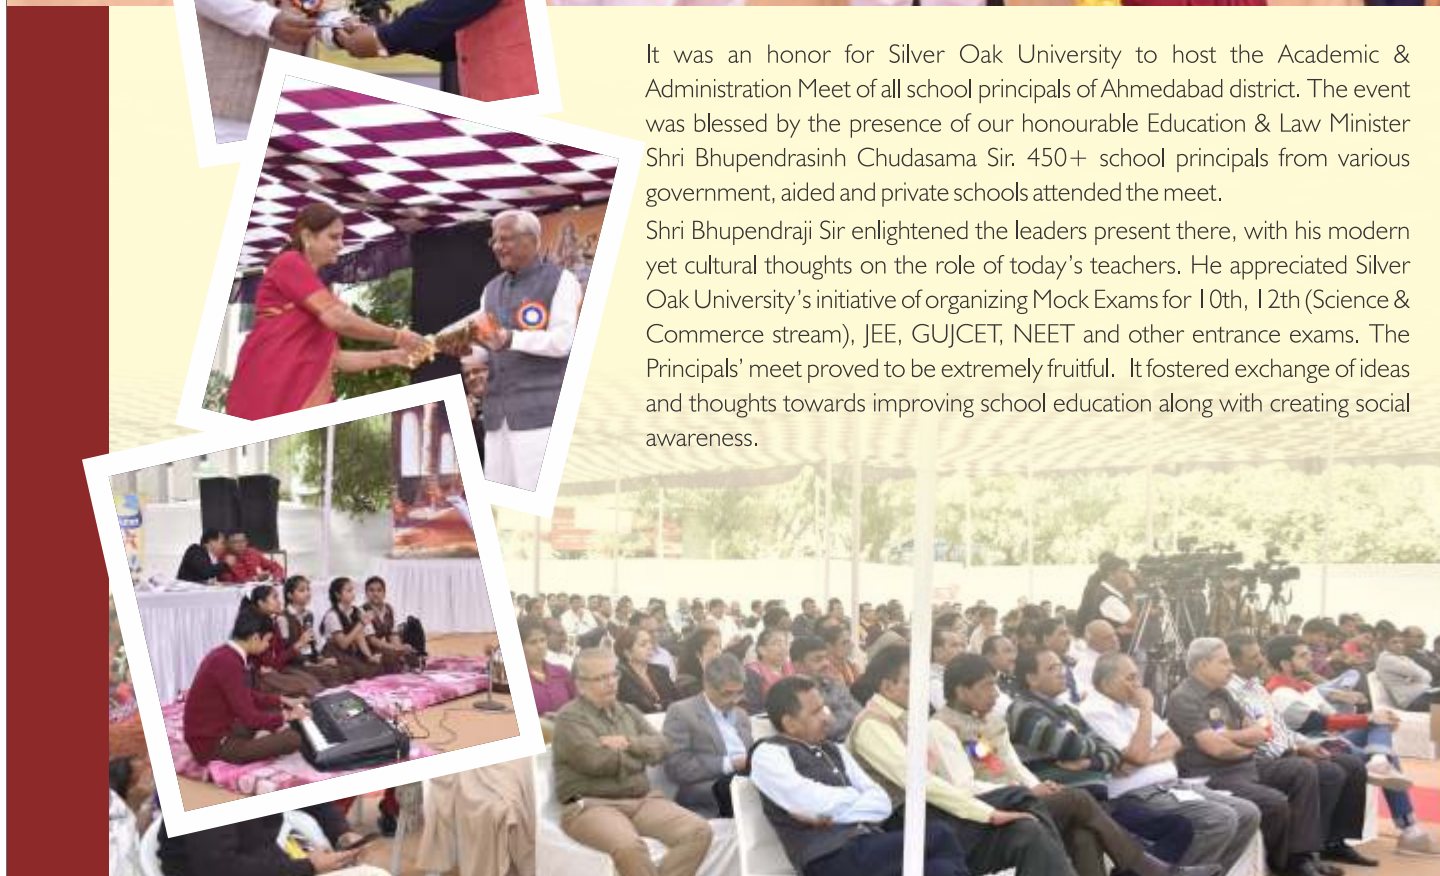 It was an honor for Silver Oak University to host the Academic &
Administration Meet of all school principals of Ahmedabad district. The event
was blessed by the presence of our honourable Education & Law Minister
Shri Bhupendrasinh Chudasama Sir. 450+ school principals from various
government, aided and private schools attended the meet.
Shri Bhupendraji Sir enlightened the leaders present there, with his modern
yet cultural thoughts on the role of today's teachers. He appreciated Silver
Oak University's initiative of organizing Mock Exams for 10th, 12th (Science &
Commerce stream), JEE, GUJCET, NEET and other entrance exams. The
Principals' meet proved to be extremely fruitful. It fostered exchange of ideas
and thoughts towards improving school education along with creating social
awareness.